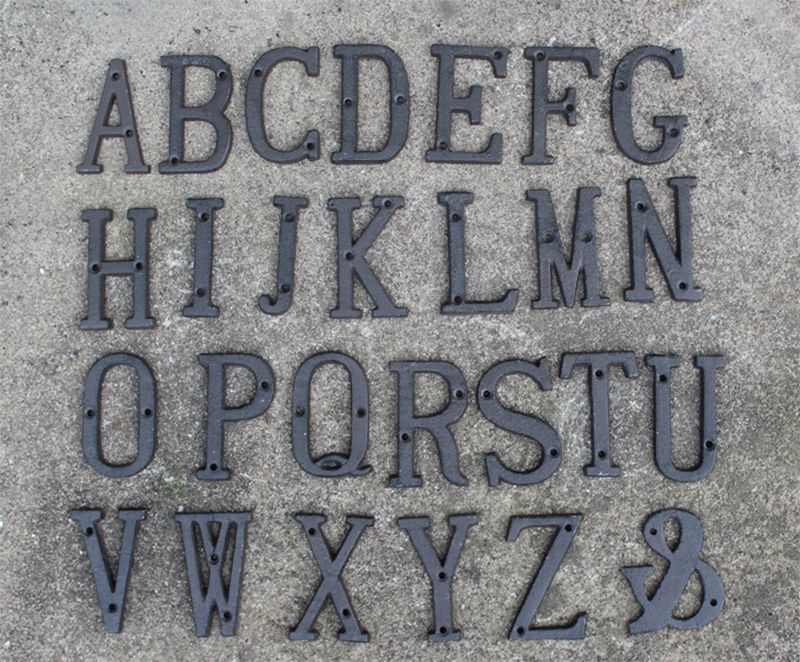 ABCDEFG
HIJKLMN
OPQRSTU
VWXYZ&